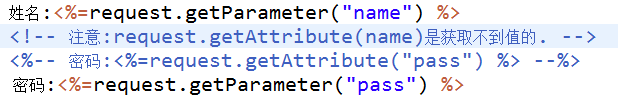 姓名:<%=request.getParameter("name") %>
<!-- 注意:request.getAttribute(name)是获取不到值的. -->
<%-- 密码:<%=request.getAttribute("pass") %> --%>
密码:<%=request.getParameter("pass") %>